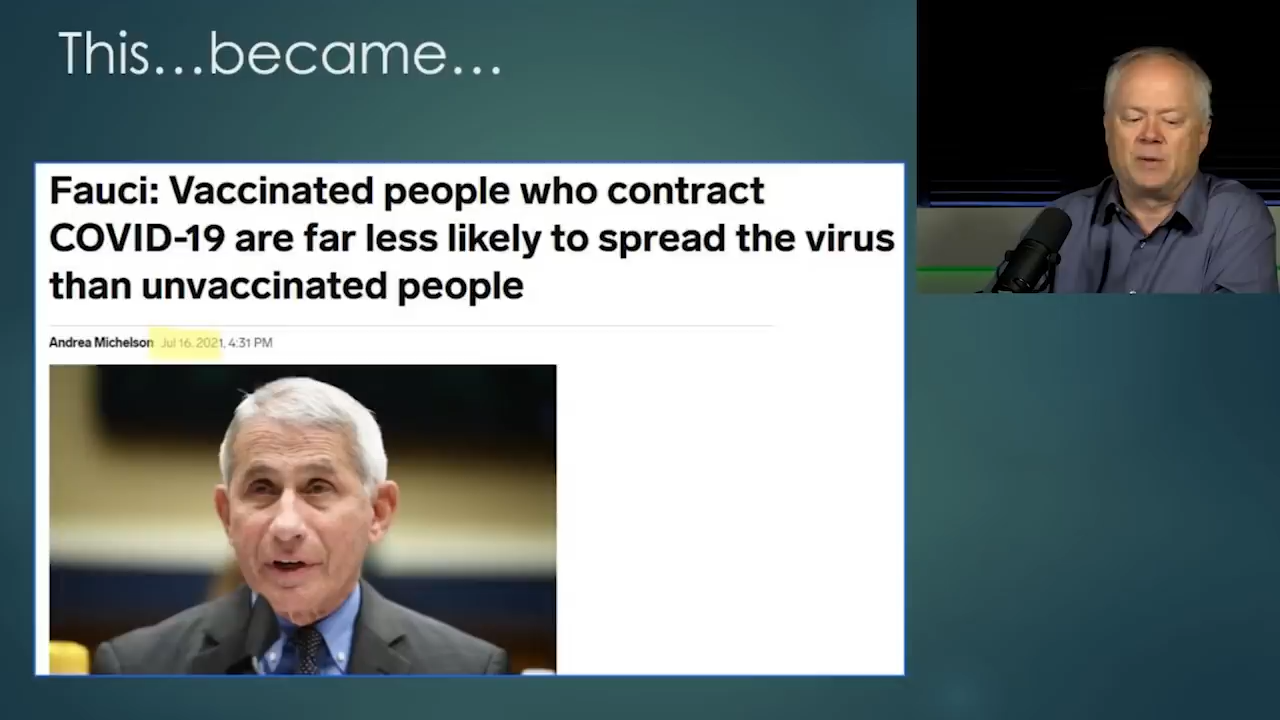 This...became...
Fauci: Vaccinated people who contract
COVID-19 are far less likely to spread the virus
than unvaccinated people
Andrea Michelson Jul 16, 2021, 4:31 PM